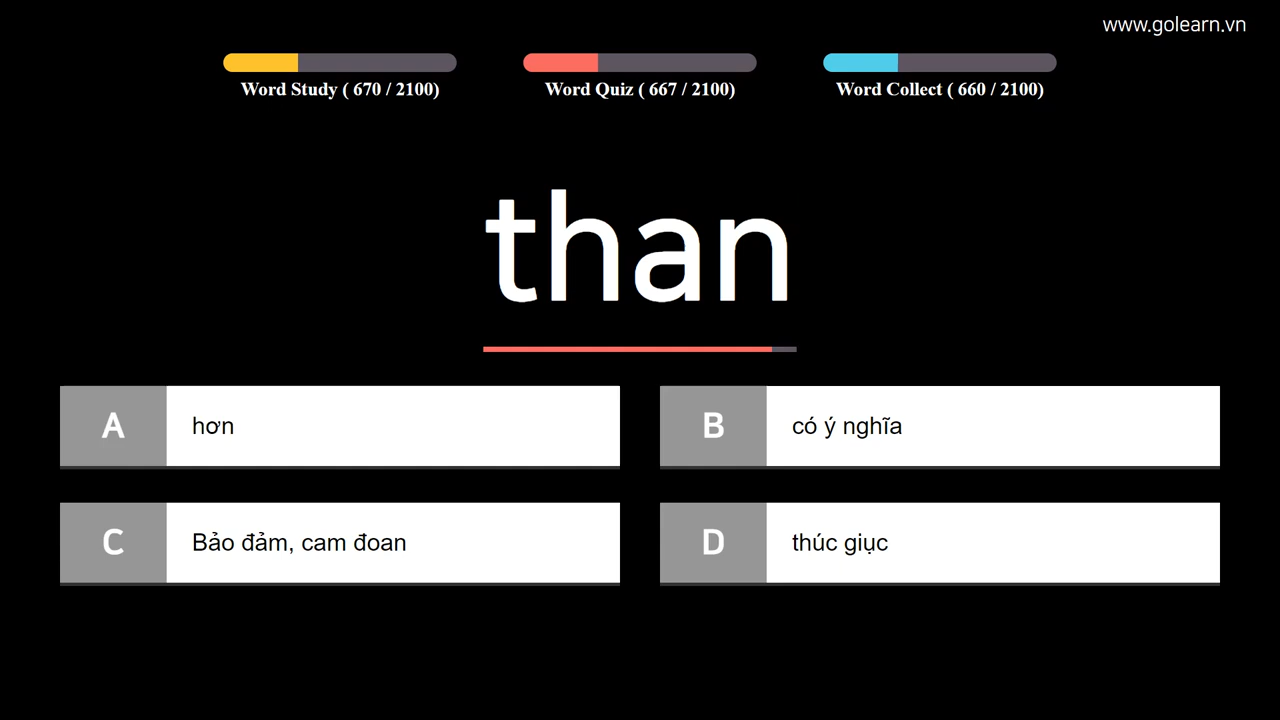 www.golearn.vn
Word Study ( 670 / 2100)
Word Quiz ( 667 / 2100)
Word Collect ( 660 / 2100)
than
A hơn
B có ý nghĩa
C Bảo đảm, cam đoan
D thúc giục